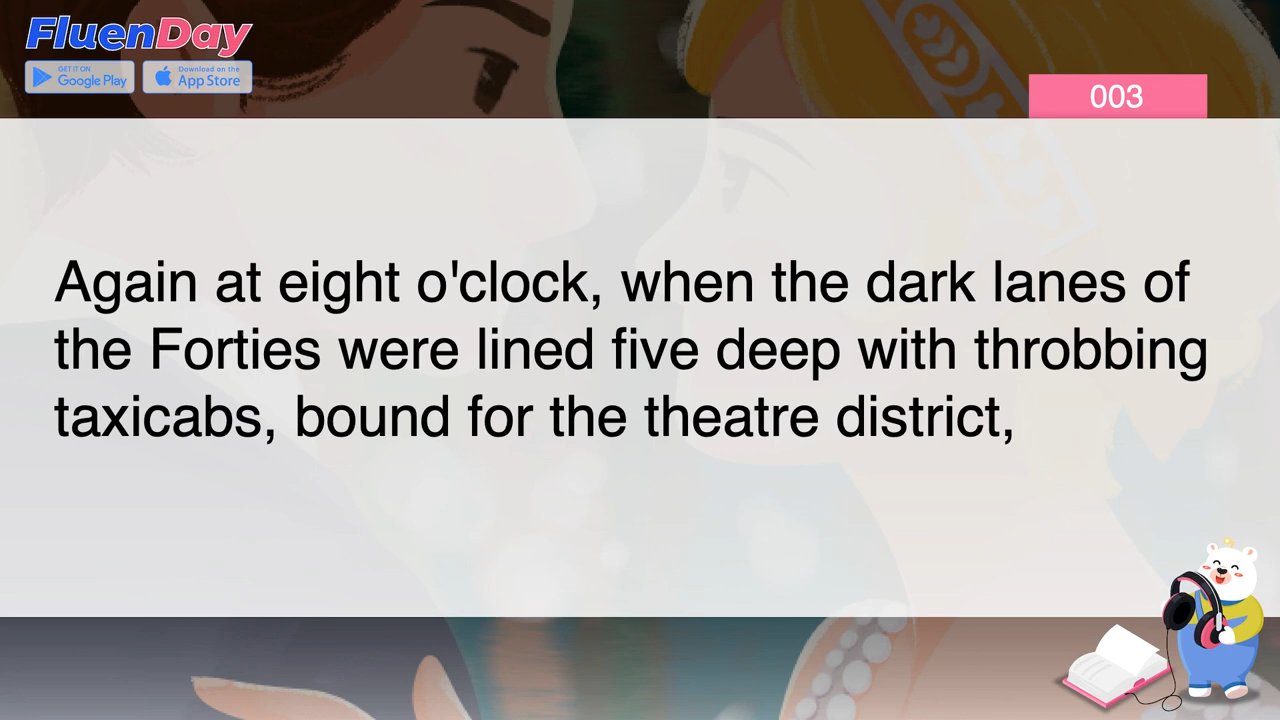 FluenDay
GET IT ON
Google Play
Download on the
App Store
003
Again at eight o'clock, when the dark lanes of
the Forties were lined five deep with throbbing
taxicabs, bound for the theatre district,